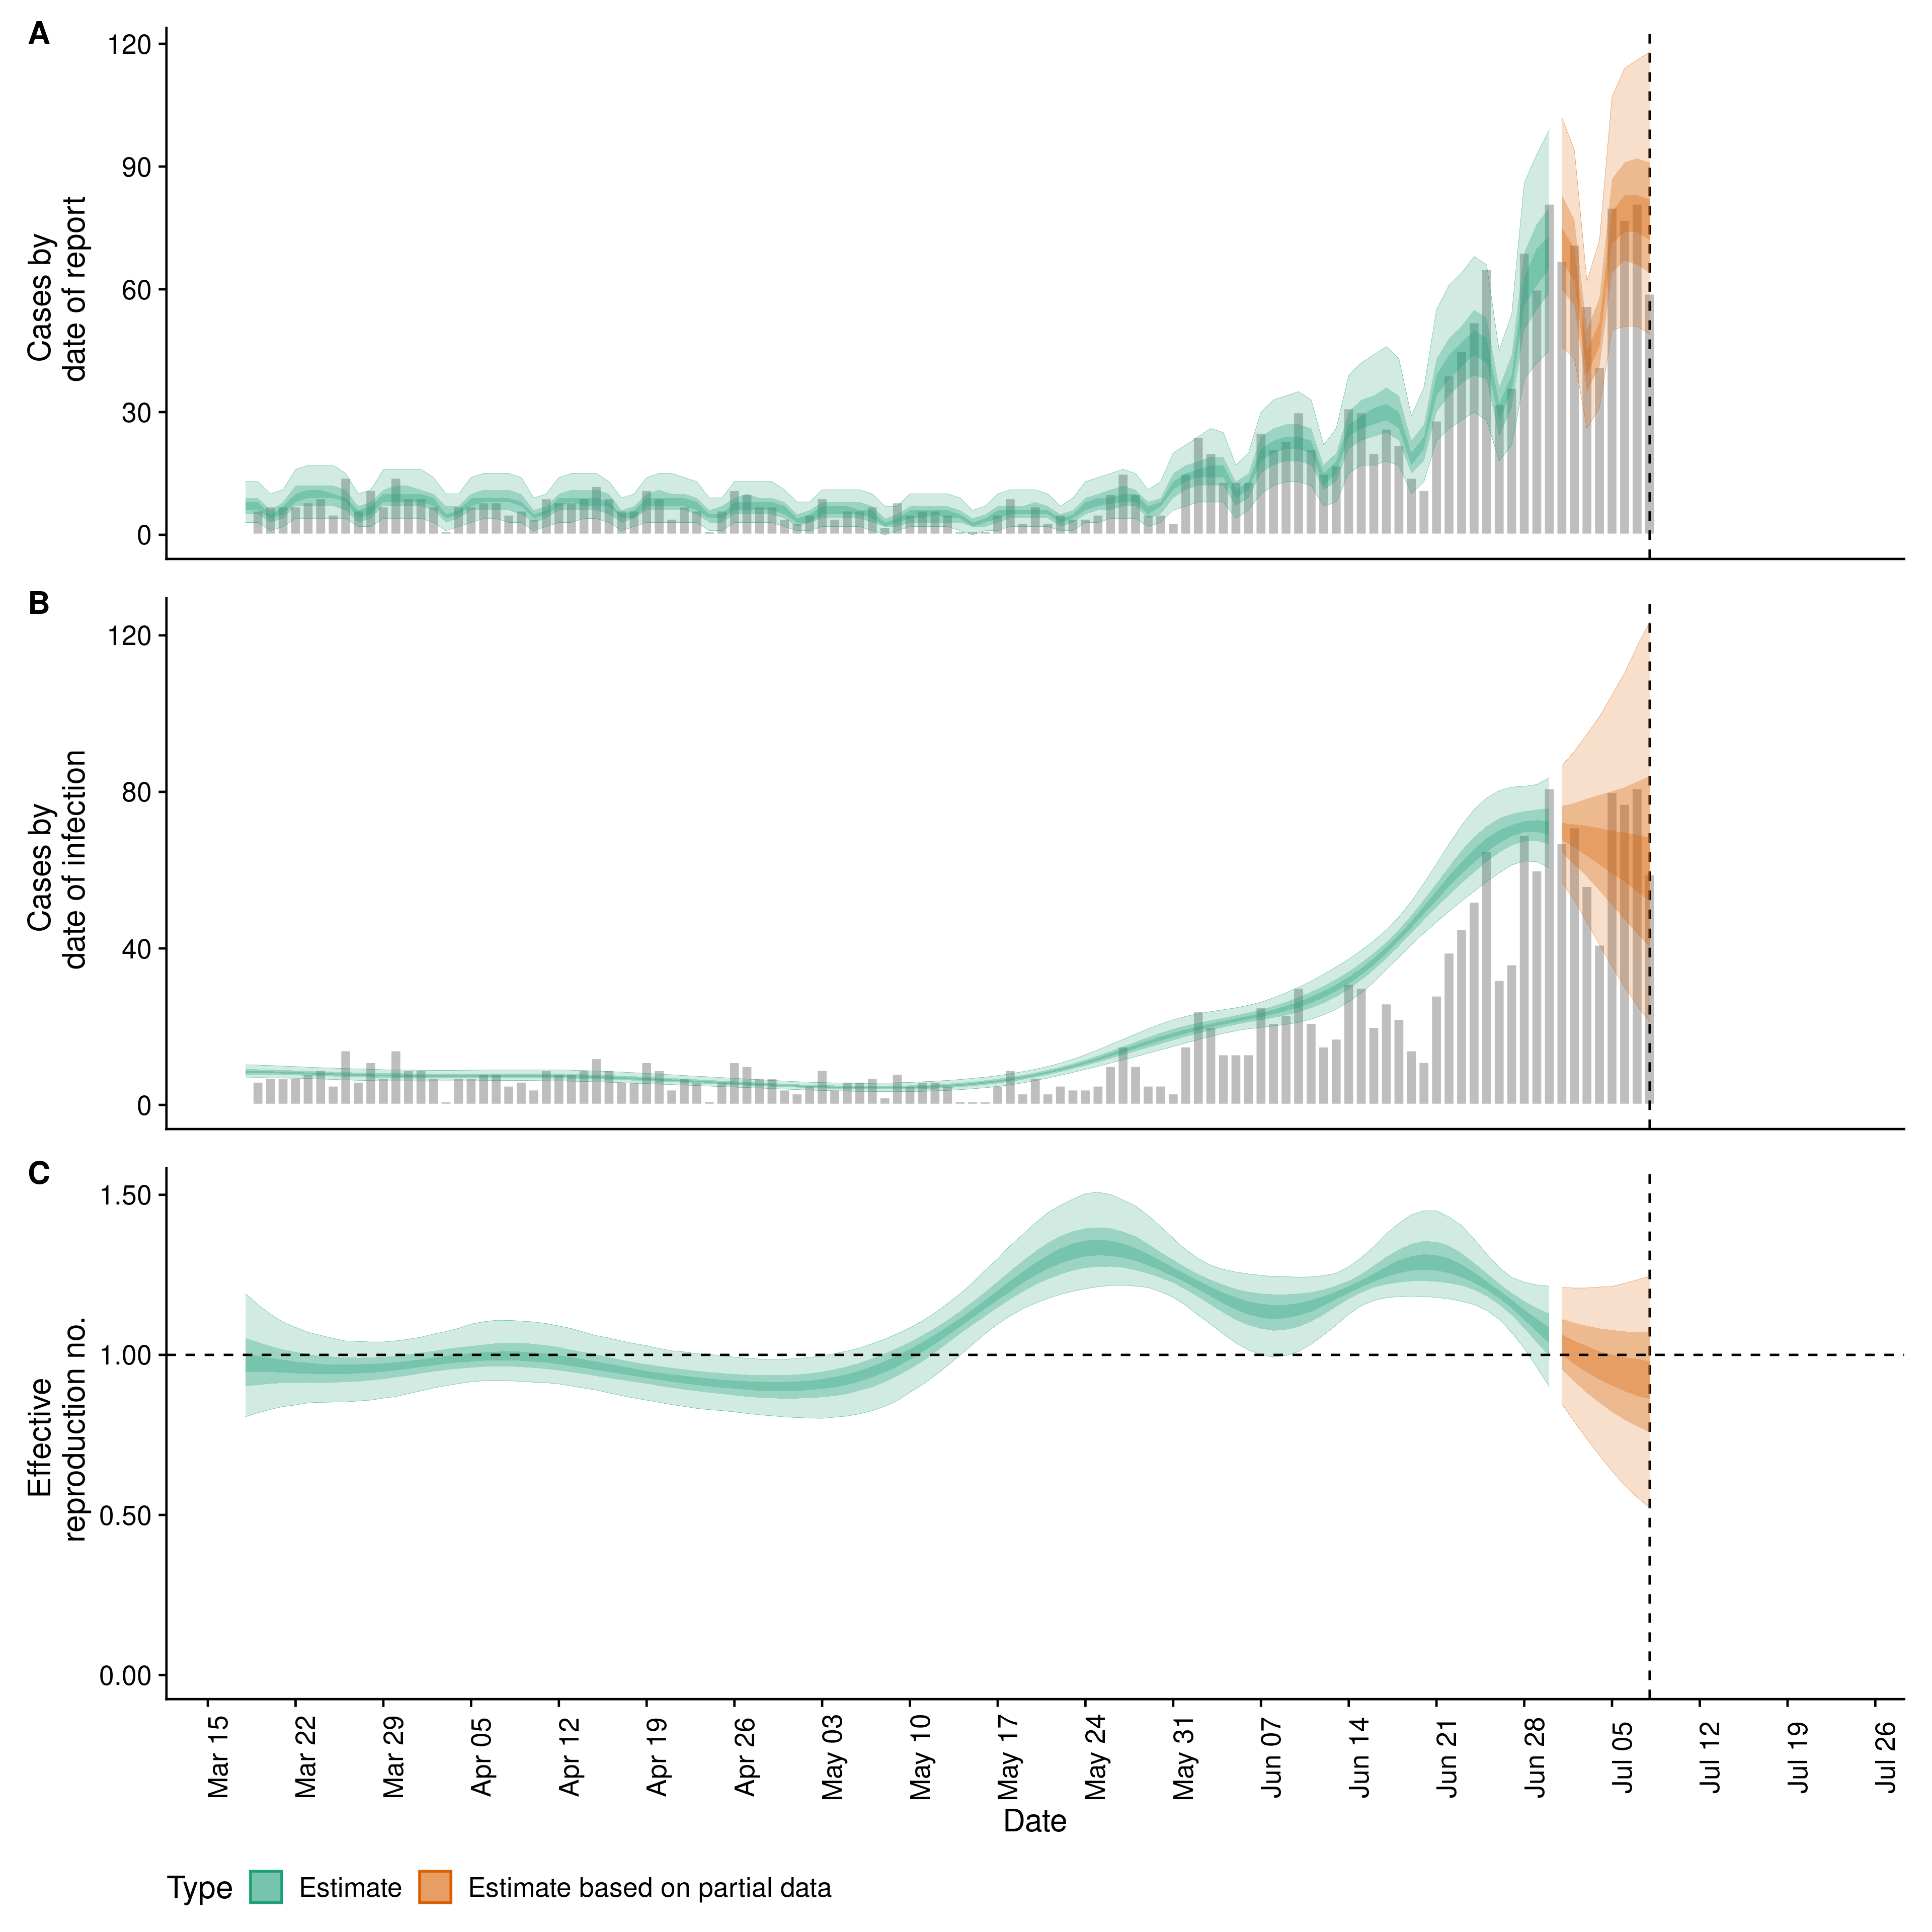 A
120
90
60
30
0
Cases by
date of report
B
120
80
40
0
Cases by
date of infection
C
1.50
1.00
0.50
0.00
Effective
reproduction no.
Mar 15
Mar 22
Mar 29
Apr 05
Apr 12
Apr 19
Apr 26
May 03
May 10
May 17
May 24
May 31
Jun 07
Jun 14
Jun 21
Jun 28
Jul 05
Jul 12
Jul 19
Jul 26
Date
Type Estimate Estimate based on partial data